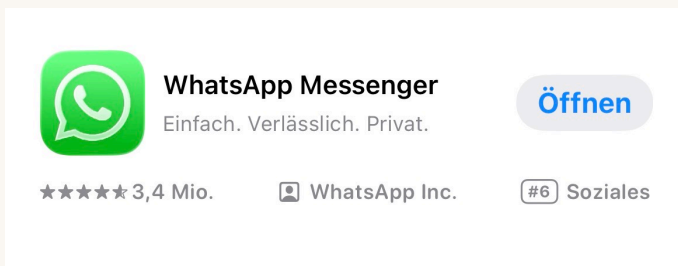 WhatsApp Messenger
Einfach. Verlässlich. Privat.
Öffnen
3,4 Mio.
WhatsApp Inc.
#6 Soziales